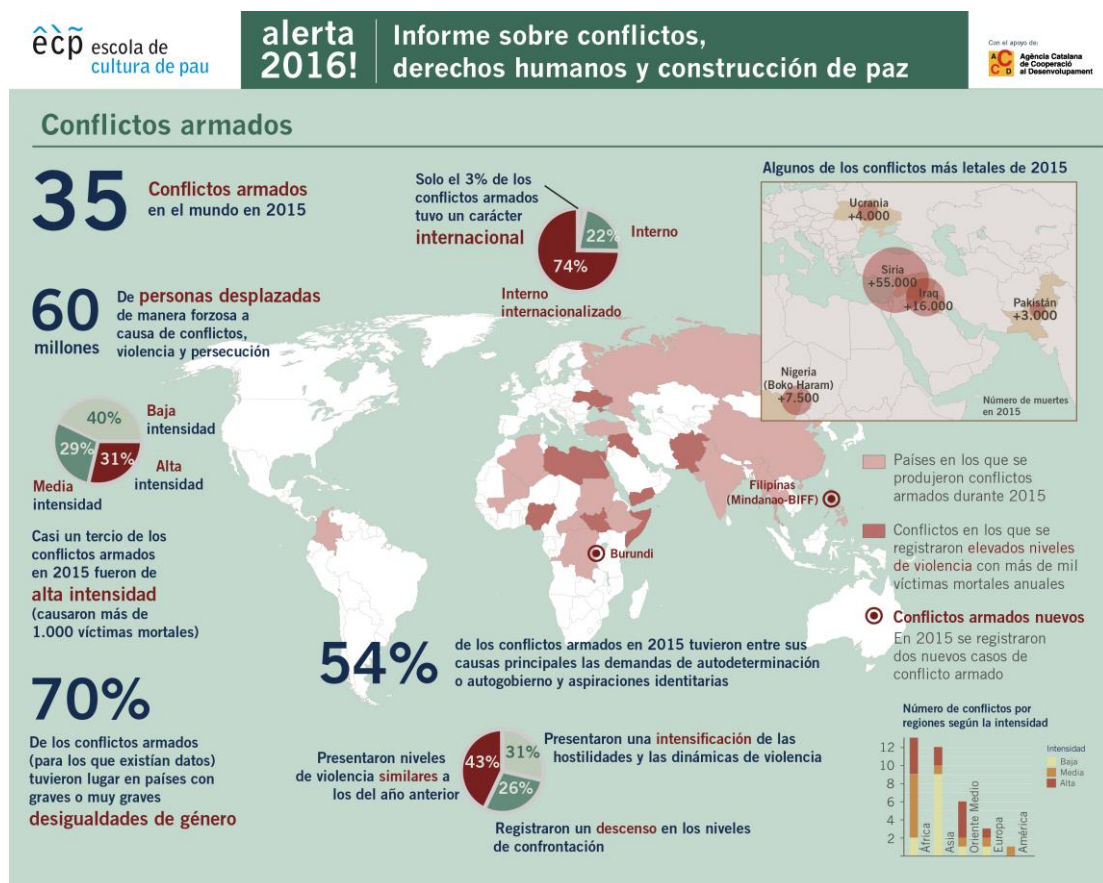 ecp escola de
cultura de pau
alerta
2016!
Informe sobre conflictos,
derechos humanos y construcción de paz
Con el apoyo de:
ACCD
Agència Catalana
de Cooperació
al Desenvolupament
Conflictos armados
35
Conflictos armados
en el mundo en 2015
60
millones
De personas desplazadas
de manera forzosa a
causa de conflictos,
violencia y persecución
Solo el 3% de los
conflictos armados
tuvo un carácter
internacional
22%
Interno
74%
Interno
internacionalizado
Algunos de los conflictos más letales de 2015
Ucrania
+4.000
Siria
+55.000
Iraq
+16.000
Pakistán
+3.000
Nigeria
(Boko Haram)
+7.500
Número de muertes
en 2015
40%
Baja
intensidad
29%
31%
Alta
intensidad
Media
intensidad
Casi un tercio de los
conflictos armados
en 2015 fueron de
alta intensidad
(causaron más de
1.000 víctimas mortales)
Filipinas
(Mindanao-BIFF)
Burundi
Países en los que se
produjeron conflictos
armados durante 2015
Conflictos en los que se
registraron elevados niveles
de violencia con más de mil
víctimas mortales anuales
Conflictos armados nuevos
En 2015 se registraron
dos nuevos casos de
conflicto armado
54%
de los conflictos armados en 2015 tuvieron entre sus
causas principales las demandas de autodeterminación
o autogobierno y aspiraciones identitarias
70%
De los conflictos armados
(para los que existían datos)
tuvieron lugar en países con
graves o muy graves
desigualdades de género
Presentaron niveles
de violencia similares a
los del año anterior
43%
31%
26%
Presentaron una intensificación de las
hostilidades y las dinámicas de violencia
Registraron un descenso en los niveles
de confrontación
Número de conflictos por
regiones según la intensidad
12
10
8
6
4
2
África
Asia
Oriente Medio
Europa
América
Intensidad
Baja
Media
Alta